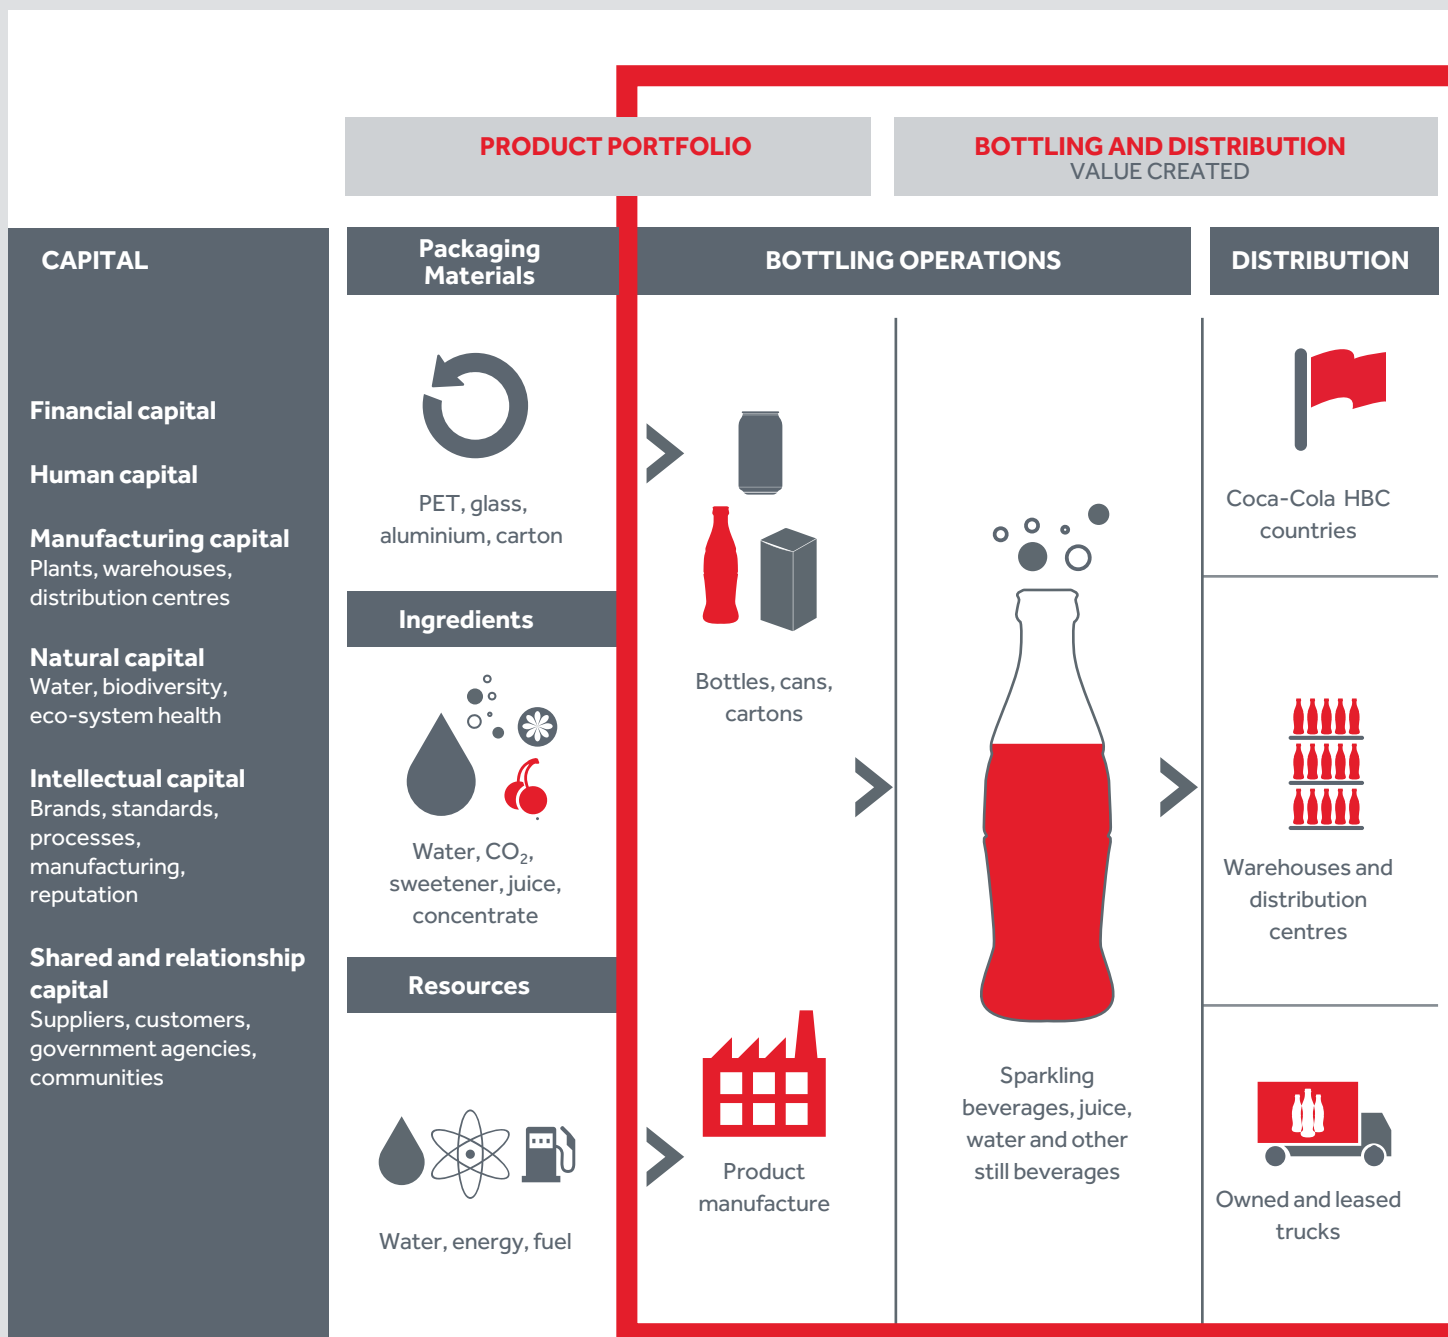 PRODUCT PORTFOLIO
BOTTLING AND DISTRIBUTION
VALUE CREATED
CAPITAL
Financial capital
Human capital
Manufacturing capital
Plants, warehouses,
distribution centres
Natural capital
Water, biodiversity,
eco-system health
Intellectual capital
Brands, standards,
processes,
manufacturing,
reputation
Shared and relationship
capital
Suppliers, customers,
government agencies,
communities
Packaging
Materials
PET, glass,
aluminium, carton
Ingredients
Water, CO₂,
sweetener, juice,
concentrate
Resources
Water, energy, fuel
BOTTLING OPERATIONS
Bottles, cans,
cartons
Product
manufacture
Sparkling
beverages, juice,
water and other
still beverages
DISTRIBUTION
Coca-Cola HBC
countries
Warehouses and
distribution
centres
Owned and leased
trucks